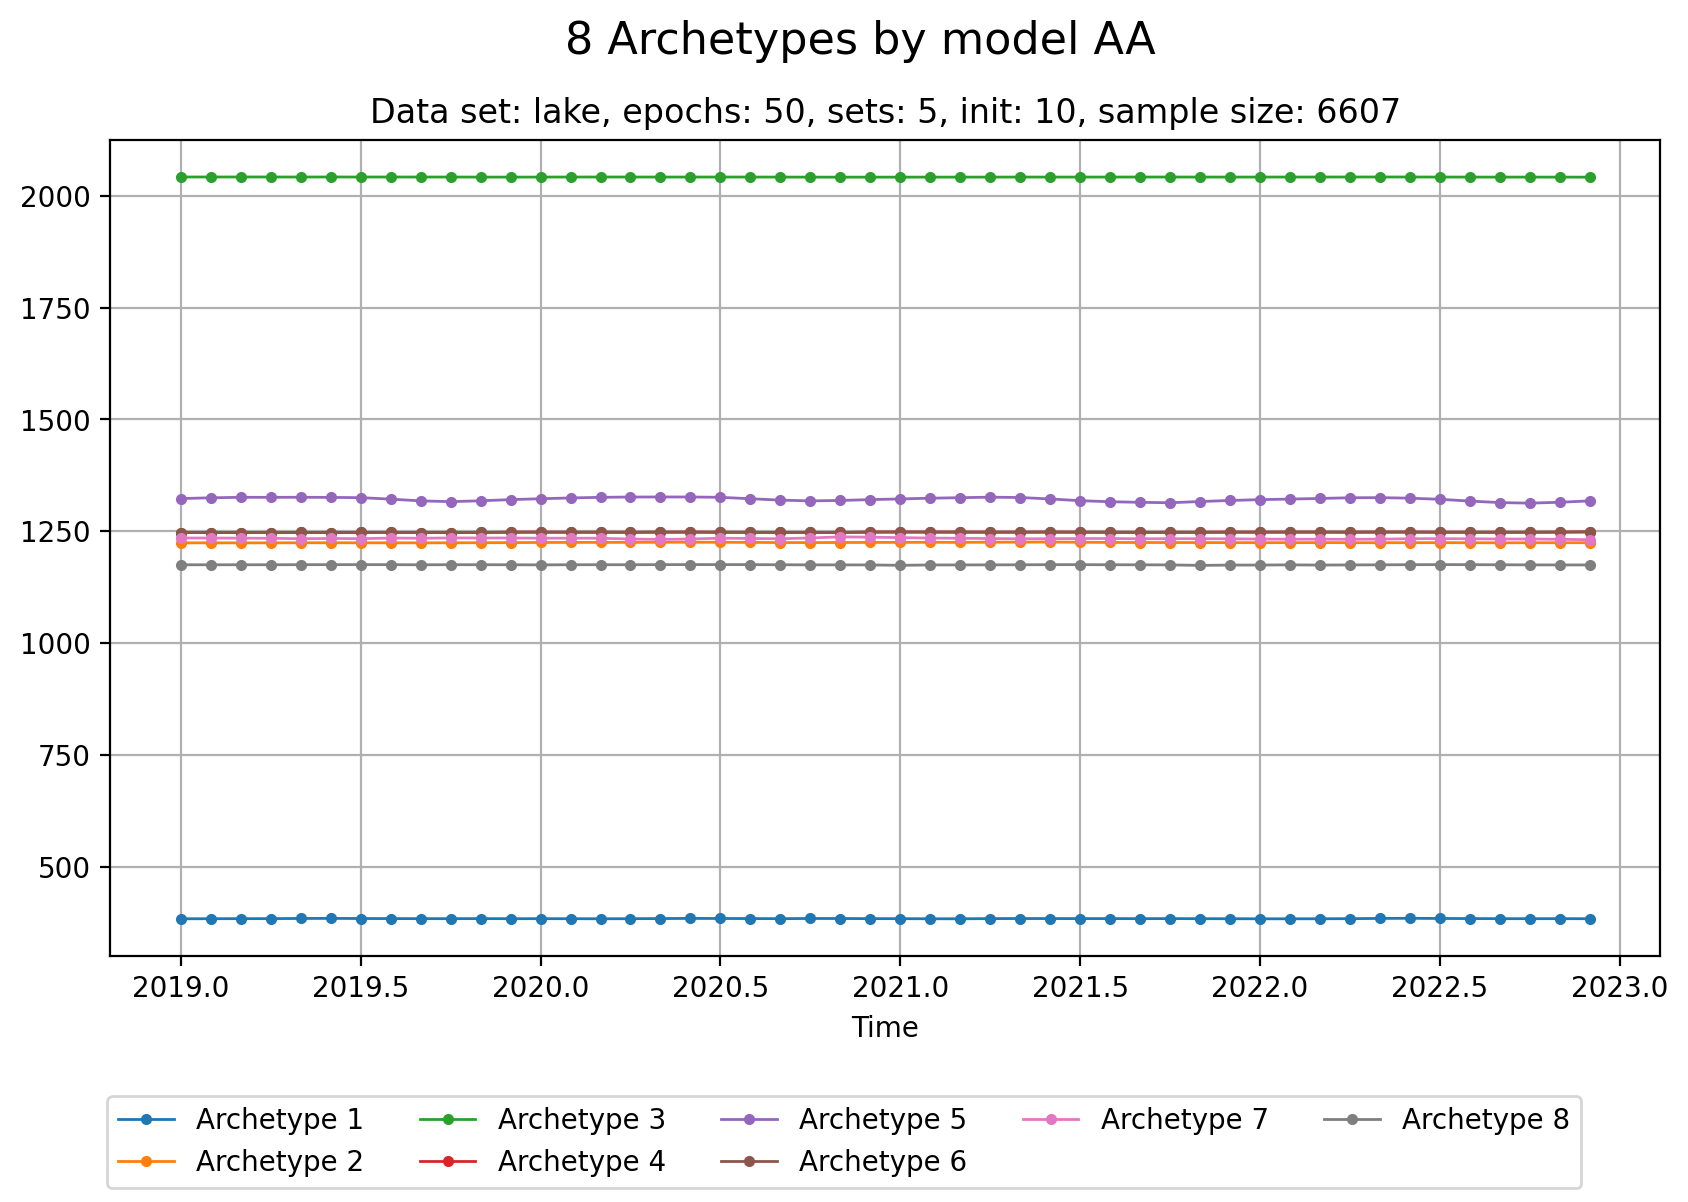 8 Archetypes by model AA
Data set: lake, epochs: 50, sets: 5, init: 10, sample size: 6607
2000
1750
1500
1250
1000
750
500
2019.0 2019.5 2020.0 2020.5 2021.0 2021.5 2022.0 2022.5 2023.0
Time
Archetype 1 Archetype 3 Archetype 5 Archetype 7 Archetype 8
Archetype 2 Archetype 4 Archetype 6